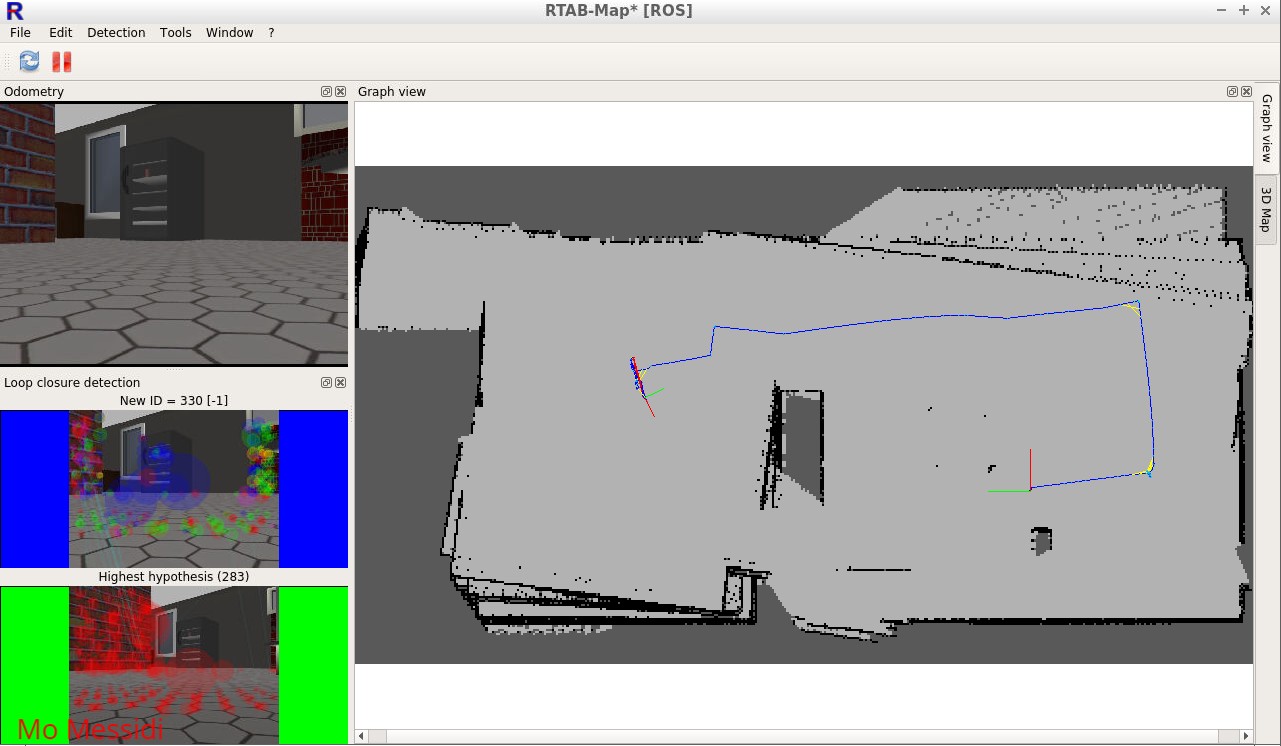 RTAB-Map* [ROS]
File Edit Detection Tools Window ?
Odometry
Graph view
Graph view
3D Map
Loop closure detection
New ID = 330 [-1]
Highest hypothesis (283)
Mo Messidi